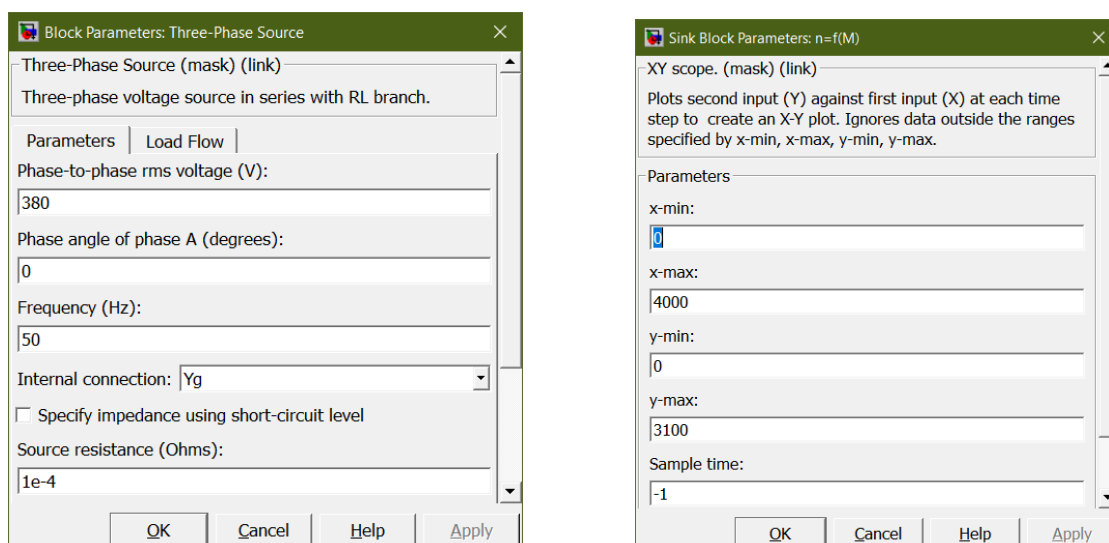 Block Parameters: Three-Phase Source
Three-Phase Source (mask) (link)
Three-phase voltage source in series with RL branch.
Parameters
Load Flow
Phase-to-phase rms voltage (V):
380
Phase angle of phase A (degrees):
0
Frequency (Hz):
50
Internal connection: Yg
Specify impedance using short-circuit level
Source resistance (Ohms):
1e-4
OK Cancel Help Apply
Sink Block Parameters: n=f(M)
XY scope. (mask) (link)
Plots second input (Y) against first input (X) at each time
step to create an X-Y plot. Ignores data outside the ranges
specified by x-min, x-max, y-min, y-max.
Parameters
x-min:
0
x-max:
4000
y-min:
0
y-max:
3100
Sample time:
-1
OK Cancel Help Apply